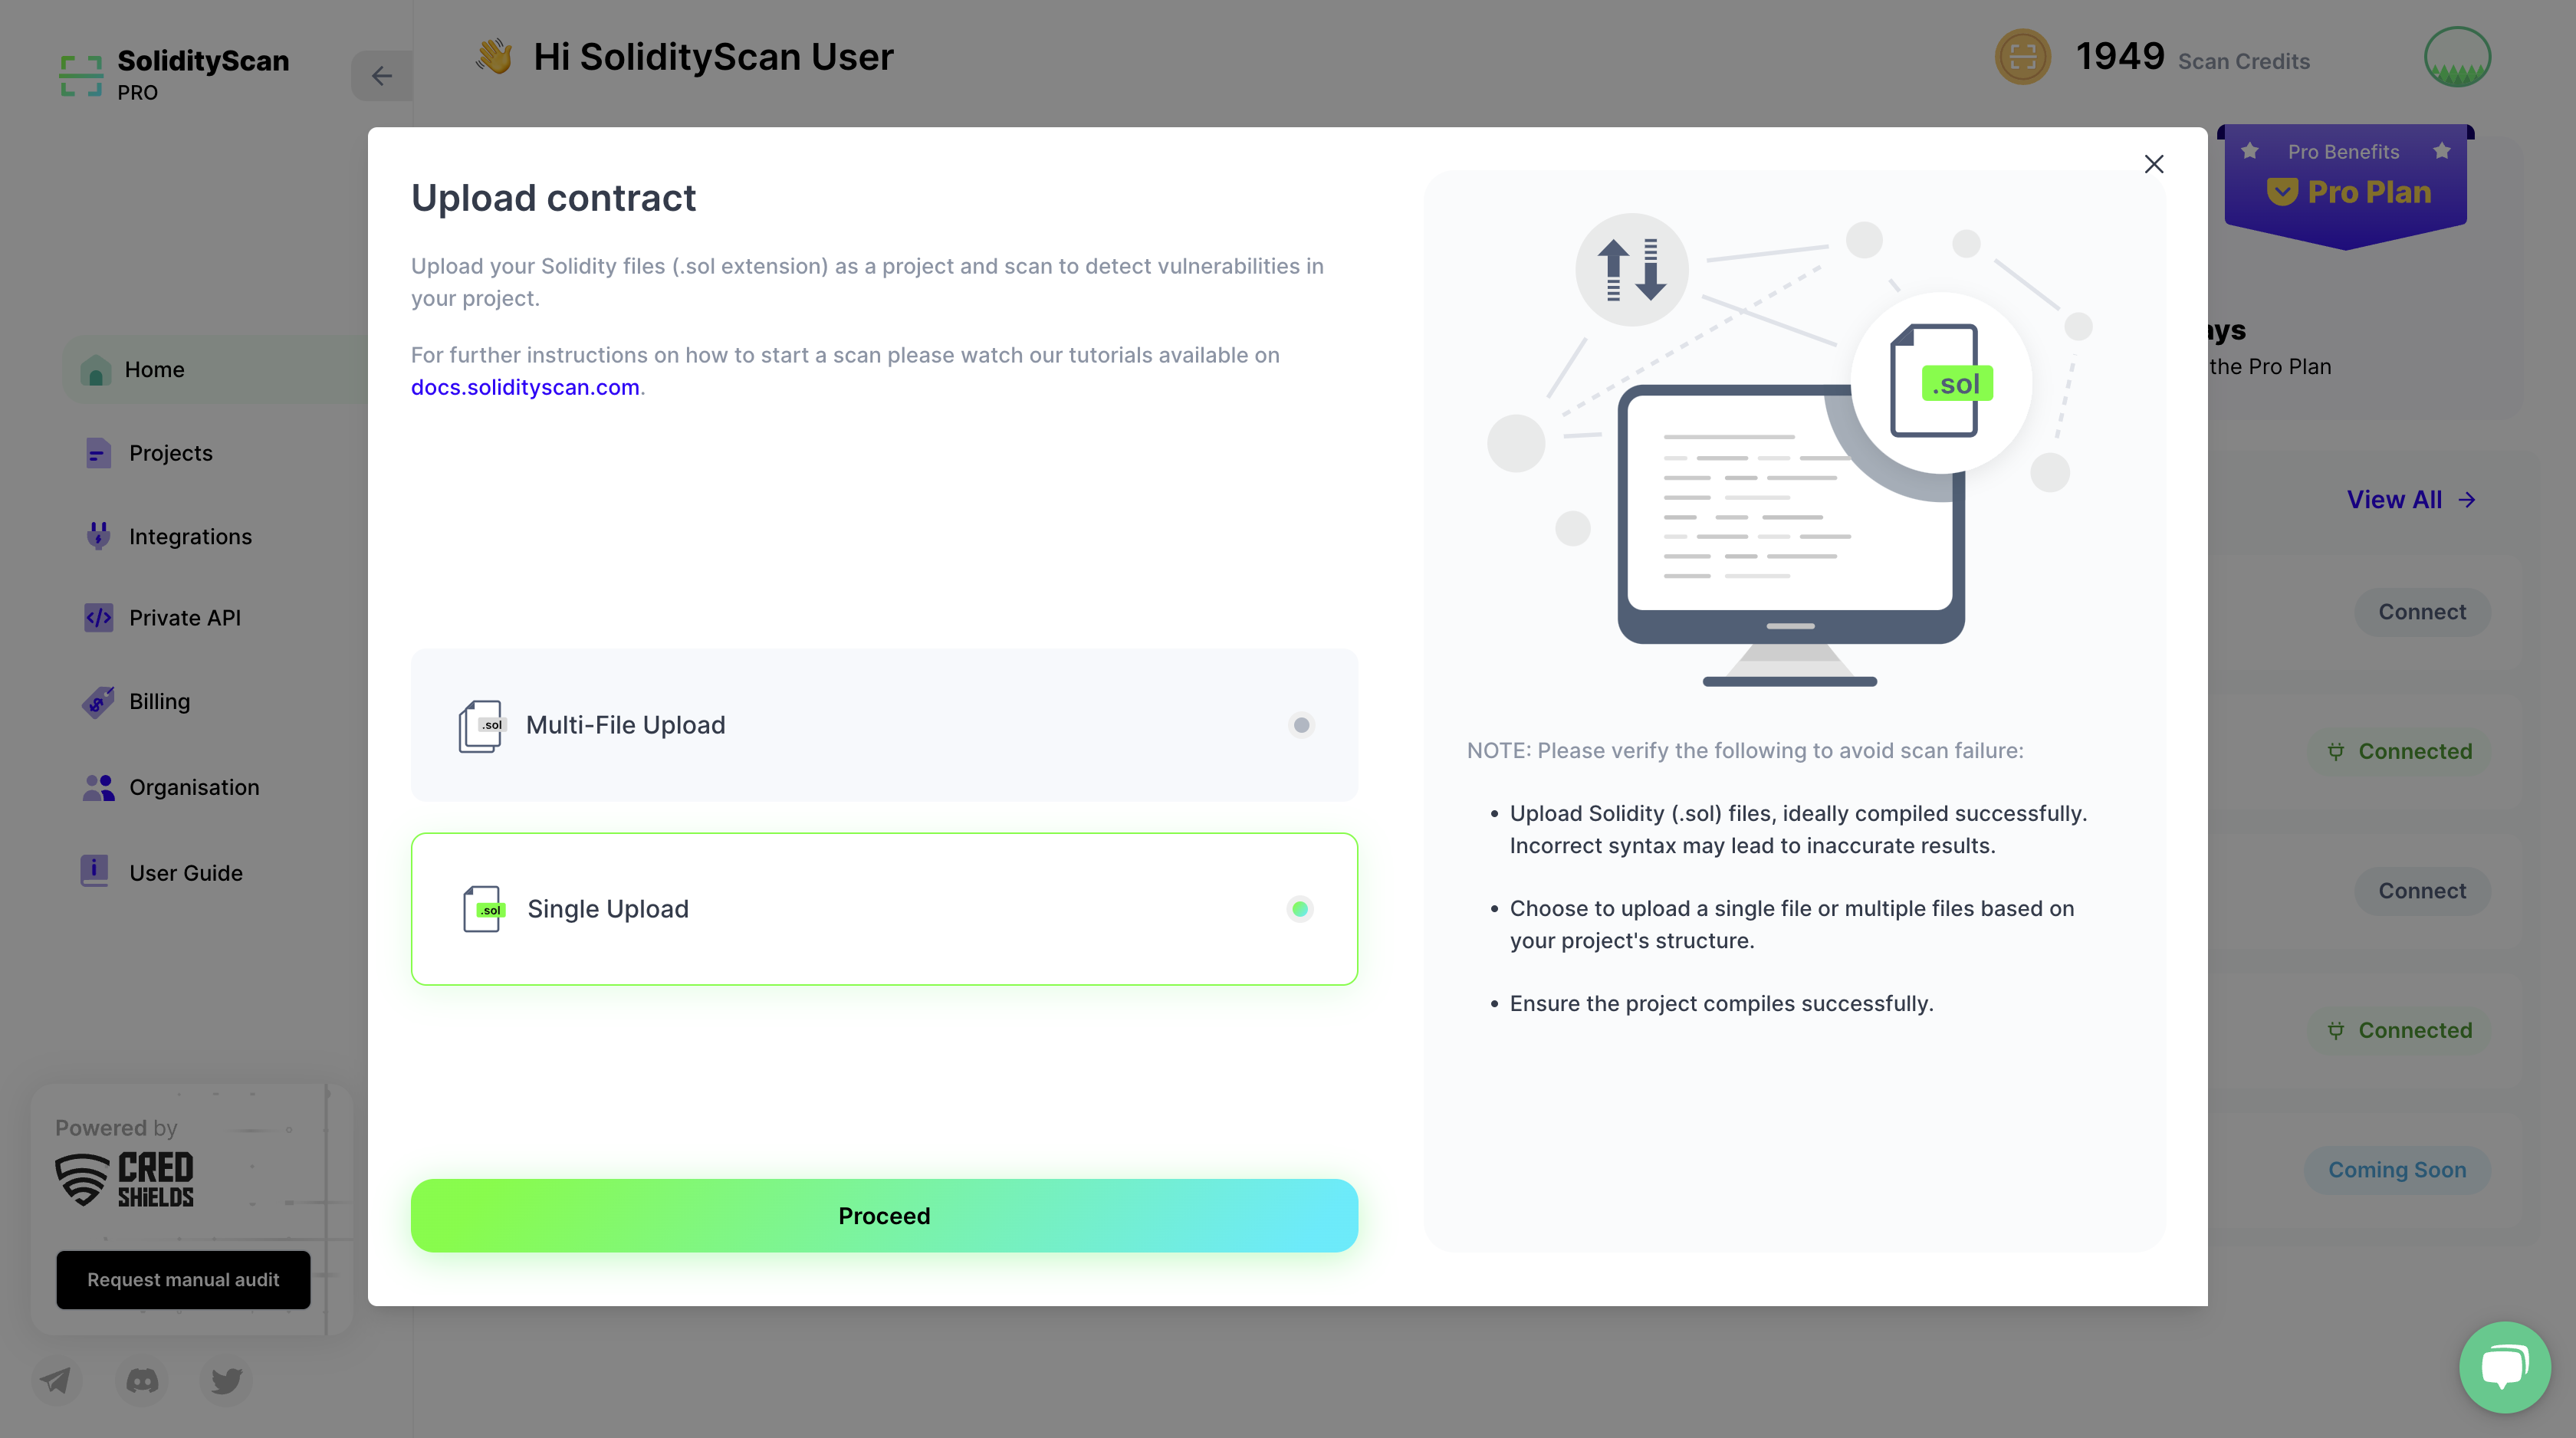 SolidityScan
PRO
Hi SolidityScan User
1949 Scan Credits
Pro Benefits
Pro Plan
Home
Projects
Integrations
Private API
Billing
Organisation
User Guide
Powered by
CRED
SHiELDS
Request manual audit
Upload contract
Upload your Solidity files (.sol extension) as a project and scan to detect vulnerabilities in
your project.
For further instructions on how to start a scan please watch our tutorials available on
docs.solidityscan.com.
.sol
Multi-File Upload
.sol
Single Upload
Proceed
.sol
NOTE: Please verify the following to avoid scan failure:
• Upload Solidity (.sol) files, ideally compiled successfully.
Incorrect syntax may lead to inaccurate results.
• Choose to upload a single file or multiple files based on
your project's structure.
• Ensure the project compiles successfully.
the Pro Plan
View All
Connect
Connected
Connect
Connected
Coming Soon